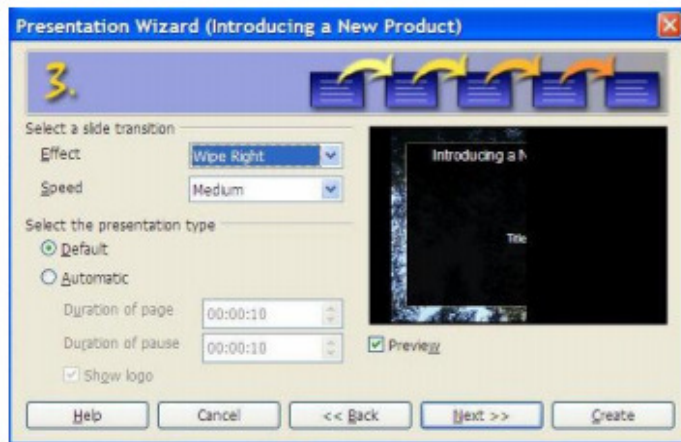 Presentation Wizard (Introducing a New Product)
3.
Select a slide transition
Effect
Wipe Right
Speed
Medium
Select the presentation type
Default
Automatic
Duration of page
00:00:10
Duration of pause
00:00:10
Show logo
Introducing a N
Title
Preview
Help
Cancel
<< Back
Next >>
Create